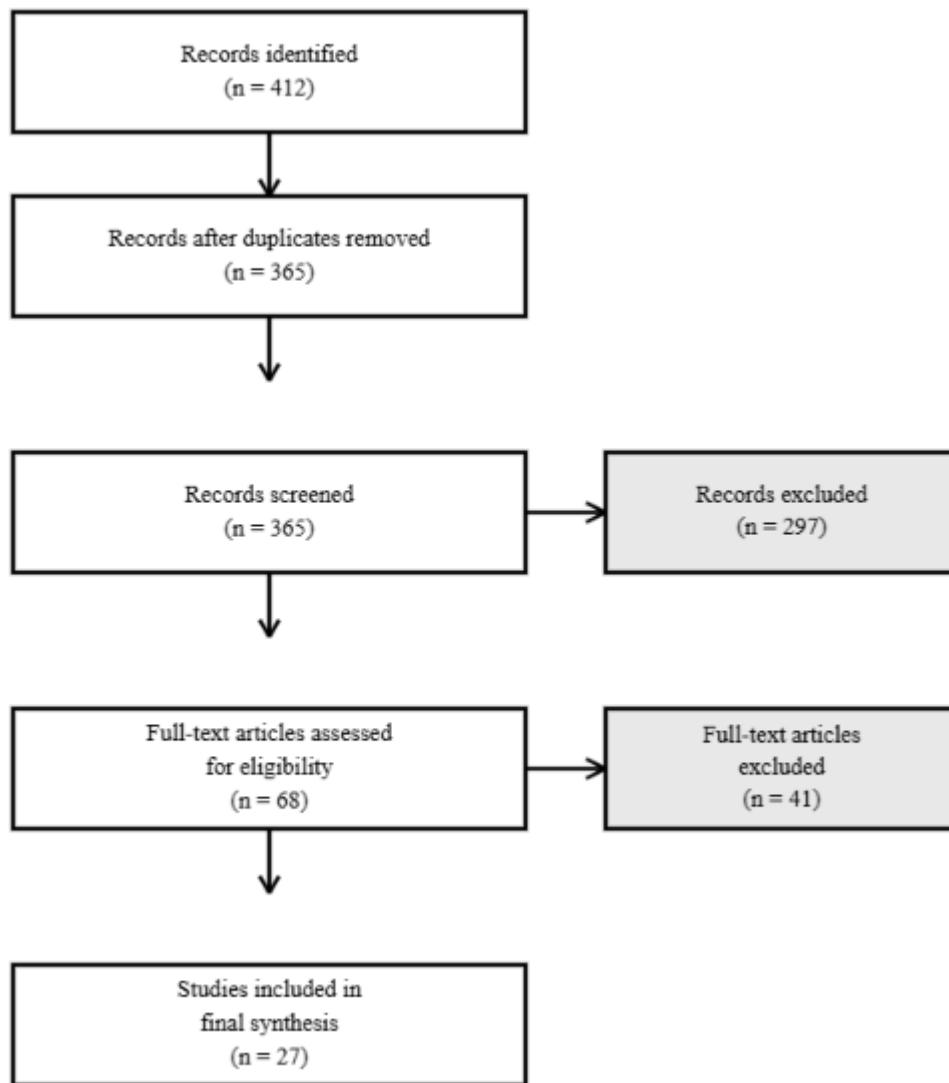 Records identified
(n = 412)
Records after duplicates removed
(n = 365)
Records screened
(n = 365)
Records excluded
(n = 297)
Full-text articles assessed
for eligibility
(n = 68)
Full-text articles
excluded
(n = 41)
Studies included in
final synthesis
(n = 27)